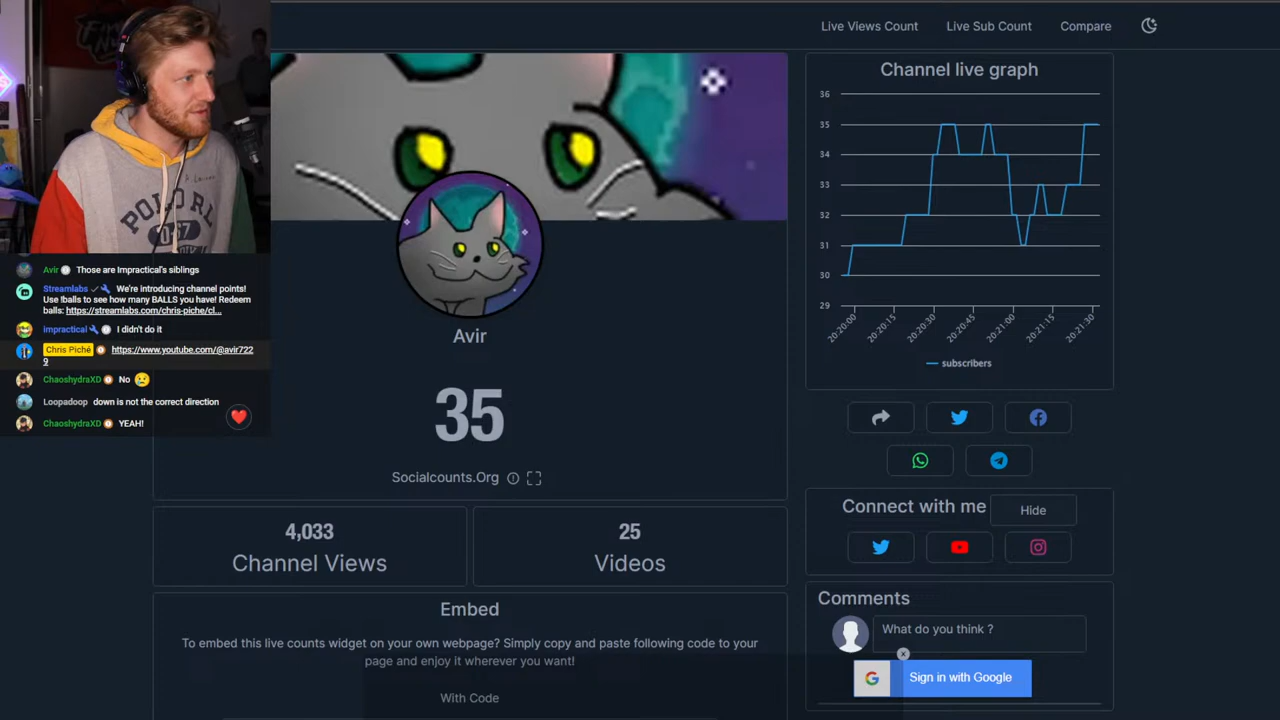 Live Views Count
Live Sub Count
Compare
POLO RL
Avir Those are Impractical's siblings
Streamlabs We're introducing channel points!
Use !balls to see how many BALLS you have! Redeem
balls: https://streamlabs.com/chris-piche/cl...
impractical I didn't do it
Chris Piché https://www.youtube.com/@avir722
9
ChaoshydraXD No 😢
Loopadoop down is not the correct direction
ChaoshydraXD YEAH!
Avir
35
Socialcounts.Org
4,033
Channel Views
25
Videos
Embed
To embed this live counts widget on your own webpage? Simply copy and paste following code to your
page and enjoy it wherever you want!
With Code
Channel live graph
36
35
34
33
32
31
30
29
20:20:00
20:20:15
20:20:30
20:20:45
20:21:00
20:21:15
20:21:30
subscribers
Connect with me
Hide
Comments
What do you think ?
Sign in with Google